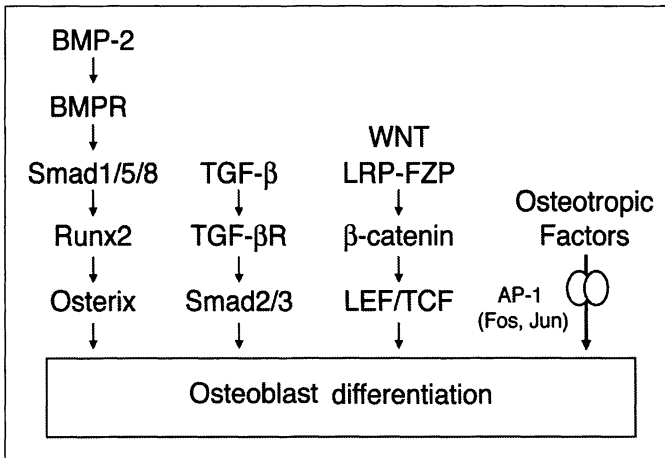 BMP-2
BMPR
Smad1/5/8
Runx2
Osterix
TGF-β
TGF-βR
Smad2/3
WNT
LRP-FZP
β-catenin
LEF/TCF
Osteotropic
Factors
AP-1
(Fos, Jun)
Osteoblast differentiation